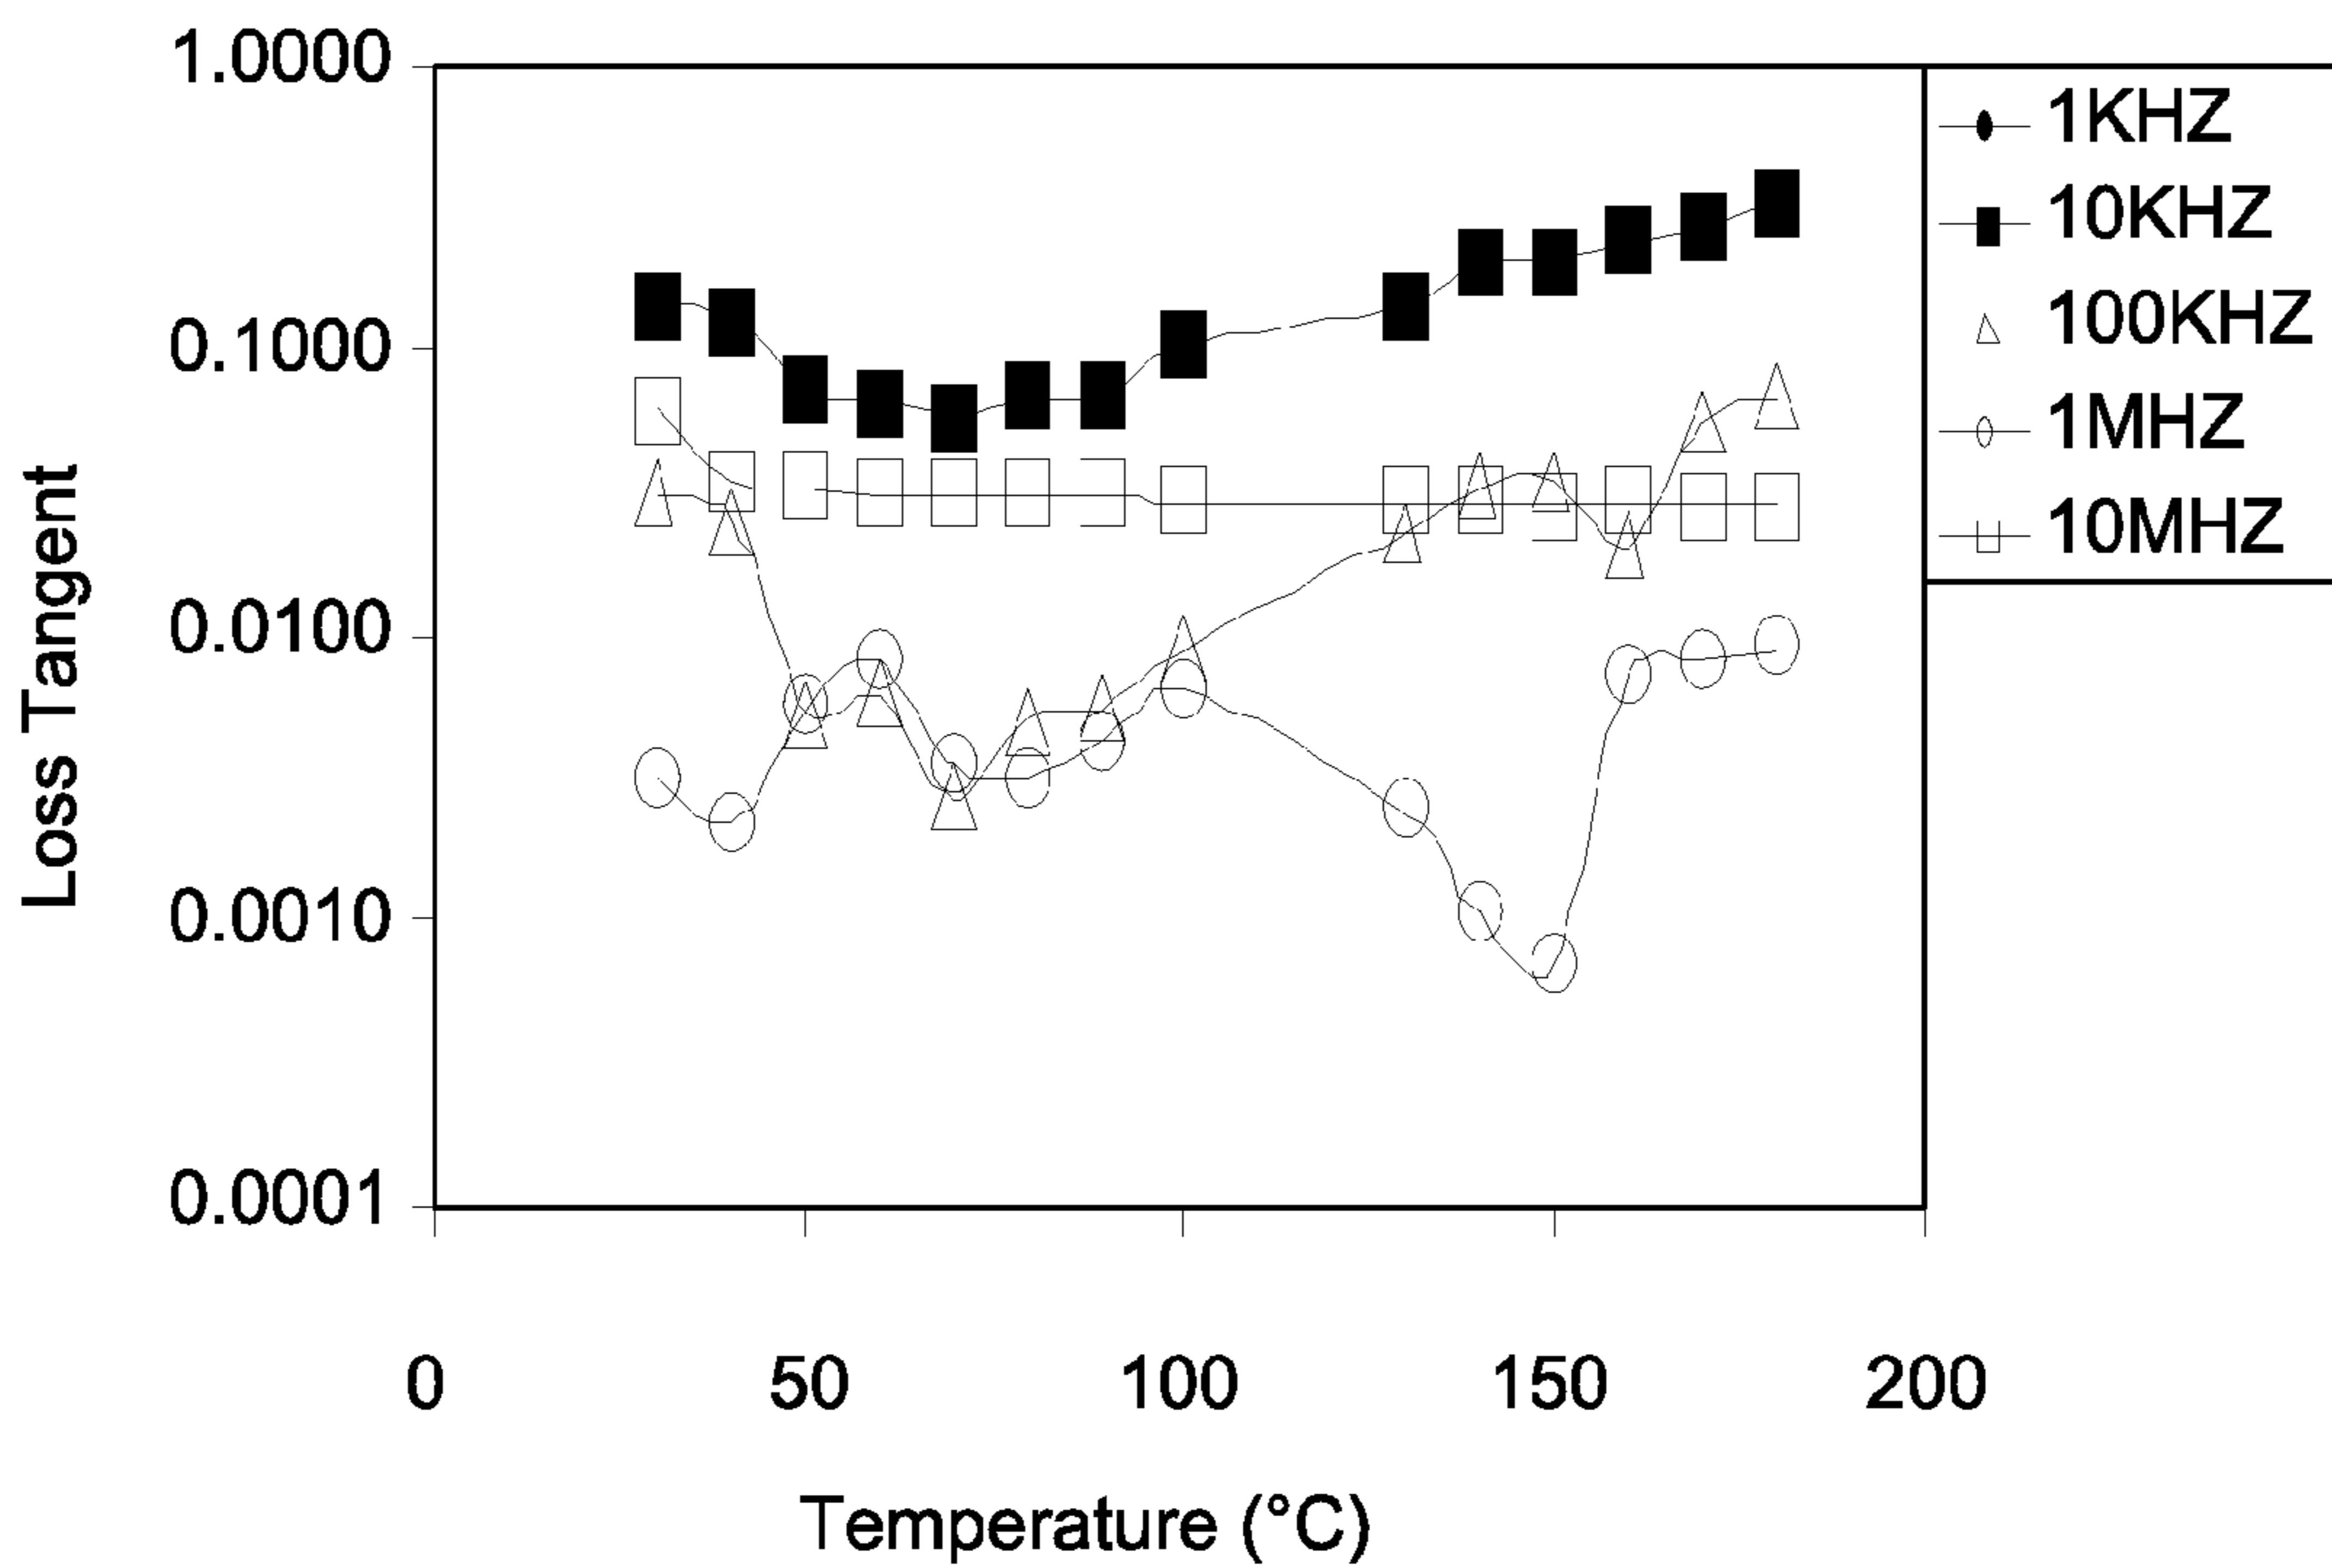 1.0000
0.1000
0.0100
0.0010
0.0001
Loss Tangent
0 50 100 150 200
Temperature (°C)
1KHZ
10KHZ
100KHZ
1MHZ
10MHZ